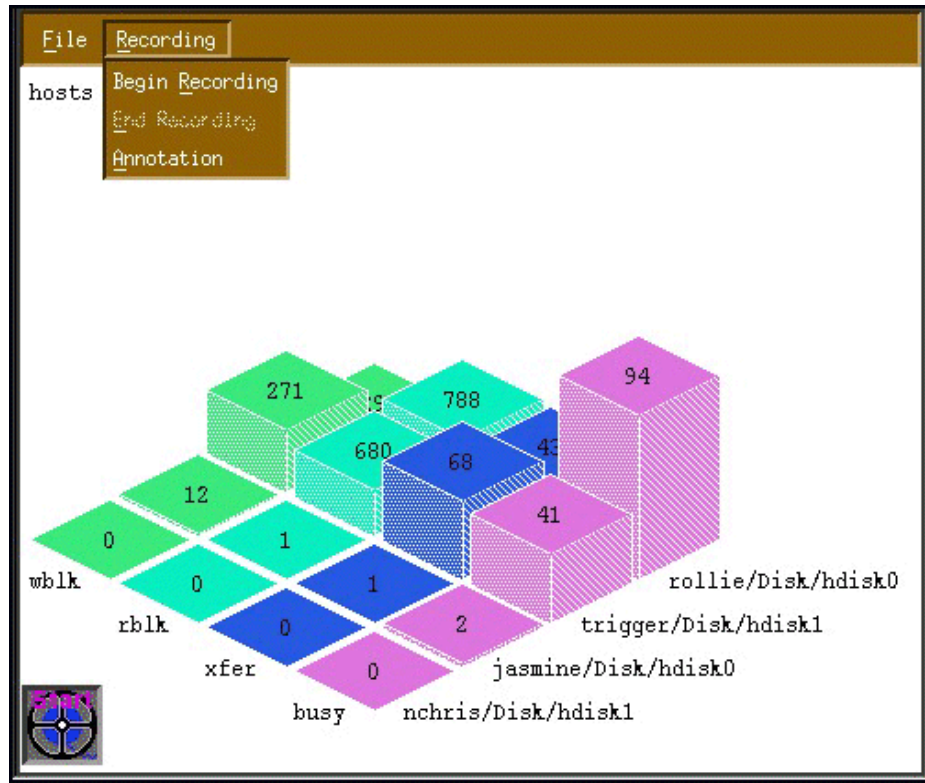 File Recording
Begin Recording
End Recording
Annotation
hosts
94
271
788
680
68
43
41
12
1
1
2
0
0
0
0
wblk
rblk
xfer
busy
rollie/Disk/hdisk0
trigger/Disk/hdisk1
jasmine/Disk/hdisk0
nchris/Disk/hdisk1
Start